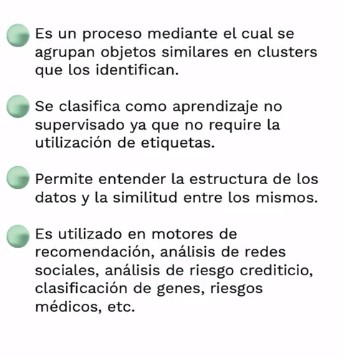 Es un proceso mediante el cual se
agrupan objetos similares en clusters
que los identifican.
Se clasifica como aprendizaje no
supervisado ya que no require la
utilización de etiquetas.
Permite entender la estructura de los
datos y la similitud entre los mismos.
Es utilizado en motores de
recomendación, análisis de redes
sociales, análisis de riesgo crediticio,
clasificación de genes, riesgos
médicos, etc.